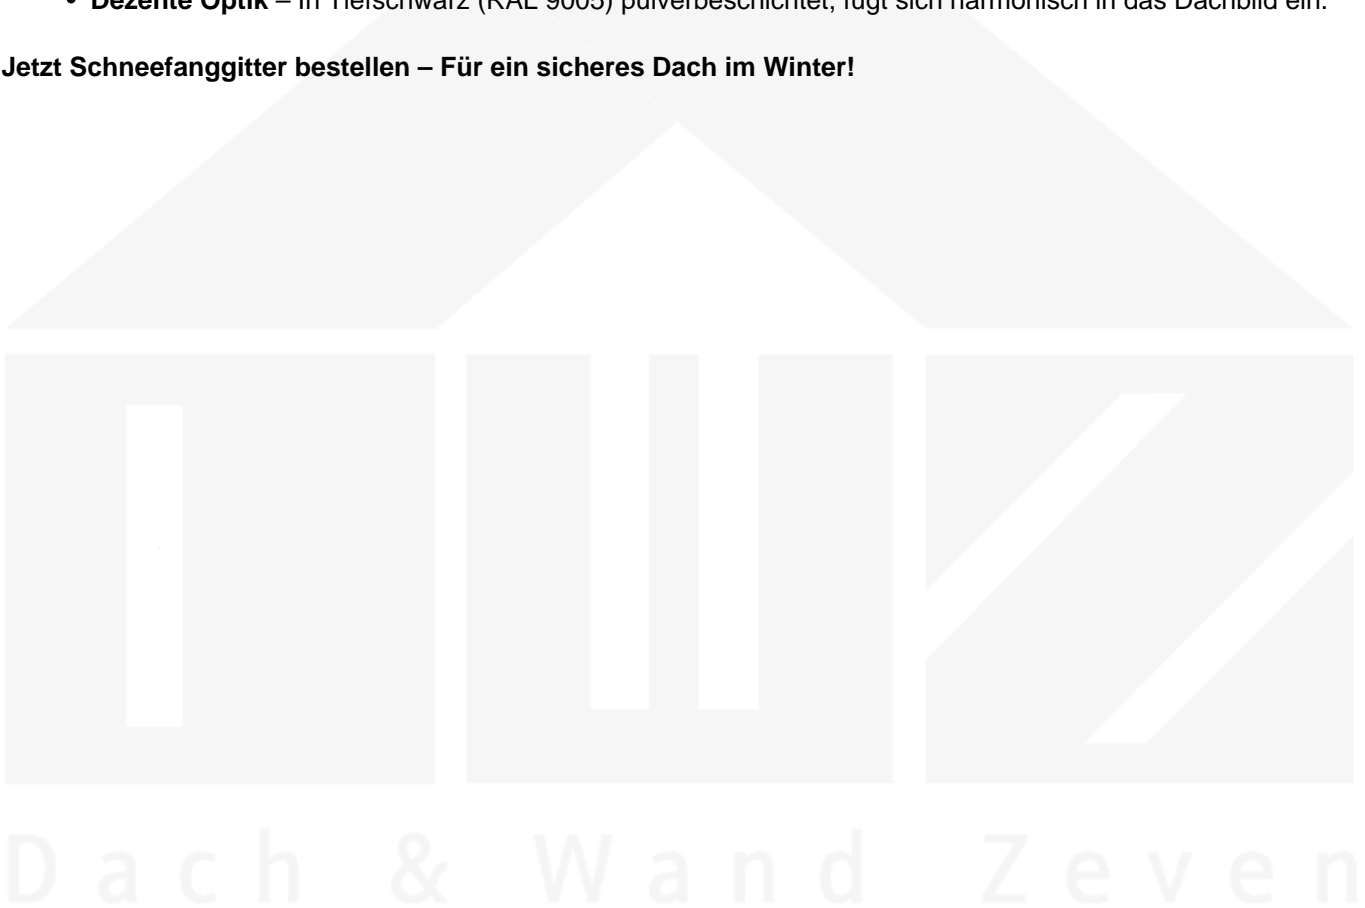 • Dezente Optik – In Tiefschwarz (RAL 9005) pulverbeschichtet, fügt sich harmonisch in das Dachbild ein.
Jetzt Schneefanggitter bestellen – Für ein sicheres Dach im Winter!
Dach & Wand Zeven